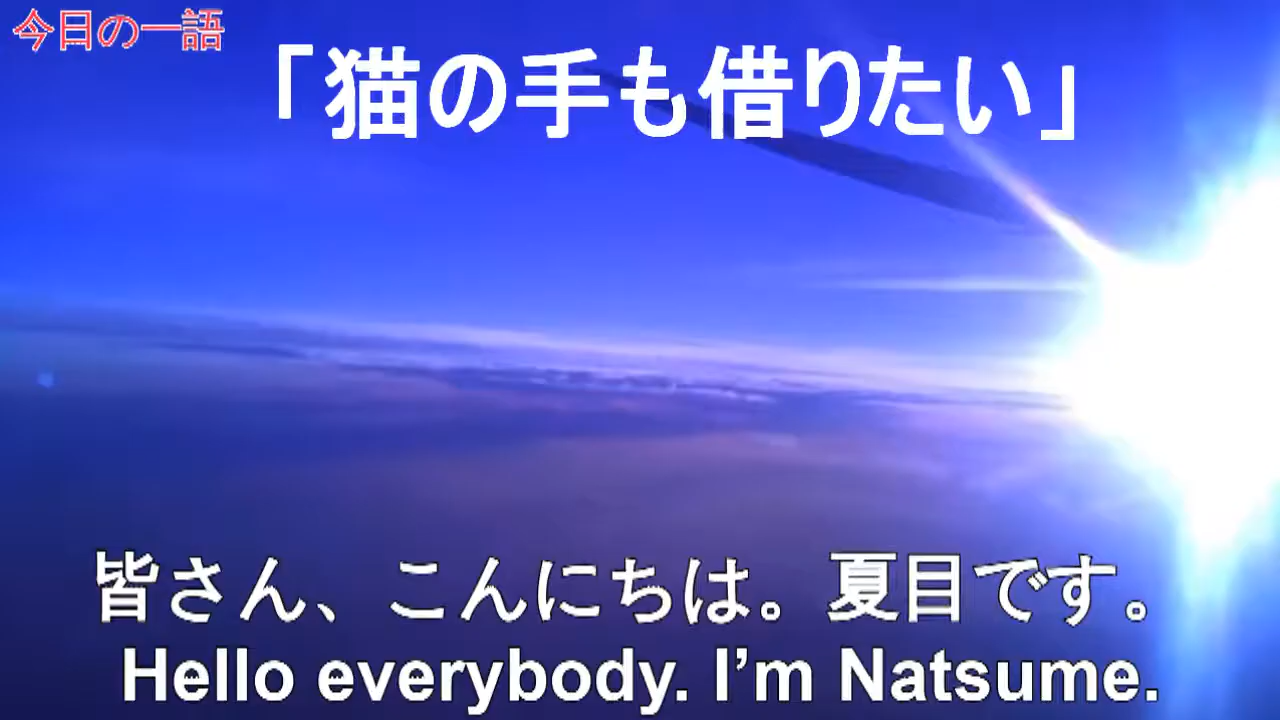 今日の一語
「猫の手も借りたい」
皆さん、こんにちは。夏目です。
Hello everybody. I’m Natsume.